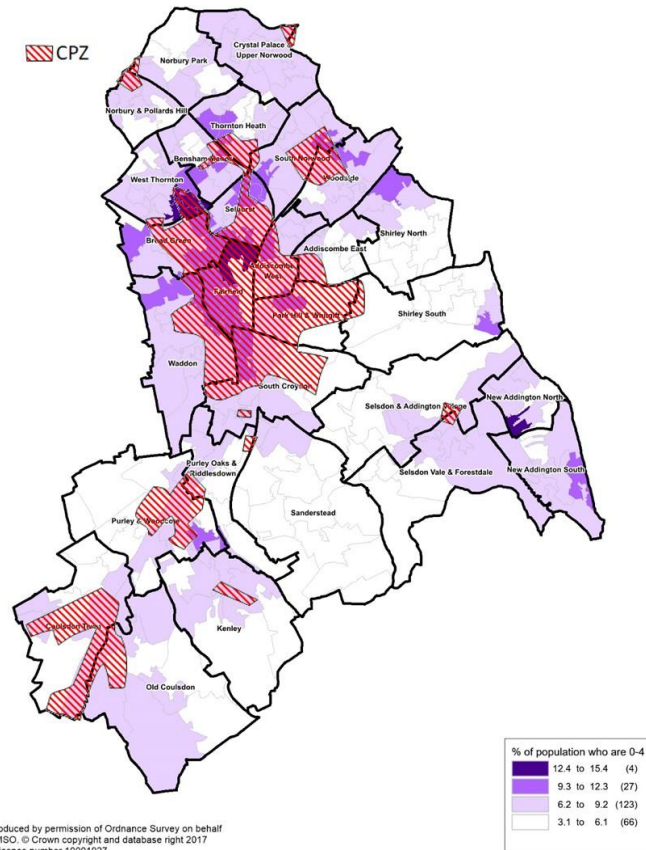 CPZ
Crystal Palace
Upper Norwood
Norbury Park
Norbury & Pollards Hill
Thornton Heath
Bensham
South Norwood
West Thornton
Woodside
Selhurst
Shirley North
Broad Green
Addiscombe East
Addiscombe
West
Fairfield
Park Hill & Whitgift
Shirley South
Waddon
South Croydon
New Addington North
Selsdon & Addington Village
Purley Oaks &
Riddlesdown
Selsdon Vale & Forestdale
New Addington South
Sanderstead
Purley &
Coulsdon Town
Kenley
Old Coulsdon
% of population who are 0-4
12.4 to 15.4 (4)
9.3 to 12.3 (27)
6.2 to 9.2 (123)
3.1 to 6.1 (66)
oduced by permission of Ordnance Survey on behalf
MSO. © Crown copyright and database right 2017